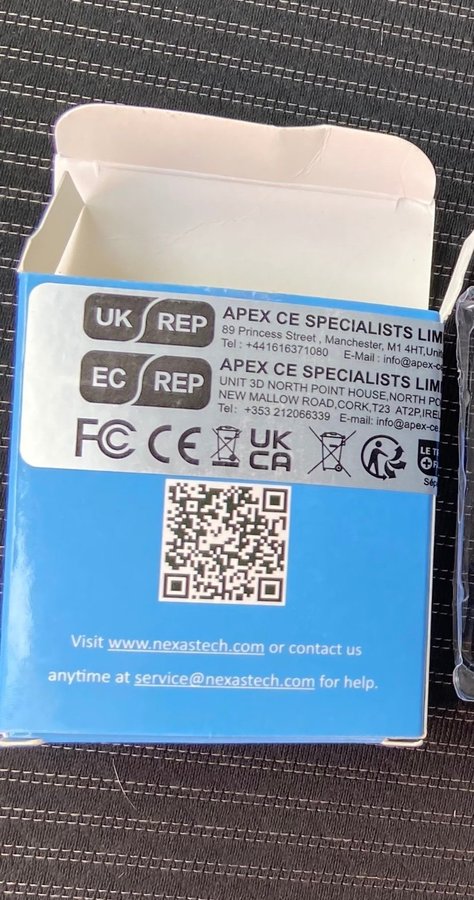 UK REP
APEX CE SPECIALISTS LIM
89 Princess Street , Manchester, M1 4HT,Unit
Tel : +441616371080 E-Mail : info@apex-c
EC REP
APEX CE SPECIALISTS LIM
UNIT 3D NORTH POINT HOUSE,NORTH PO
NEW MALLOW ROAD,CORK,T23 AT2P,IREL
Tel: +353 212066339 E-mail: info@apex-ce.
FC CE UK
CA
LE T
Sép
Visit www.nexastech.com or contact us
anytime at service@nexastech.com for help.